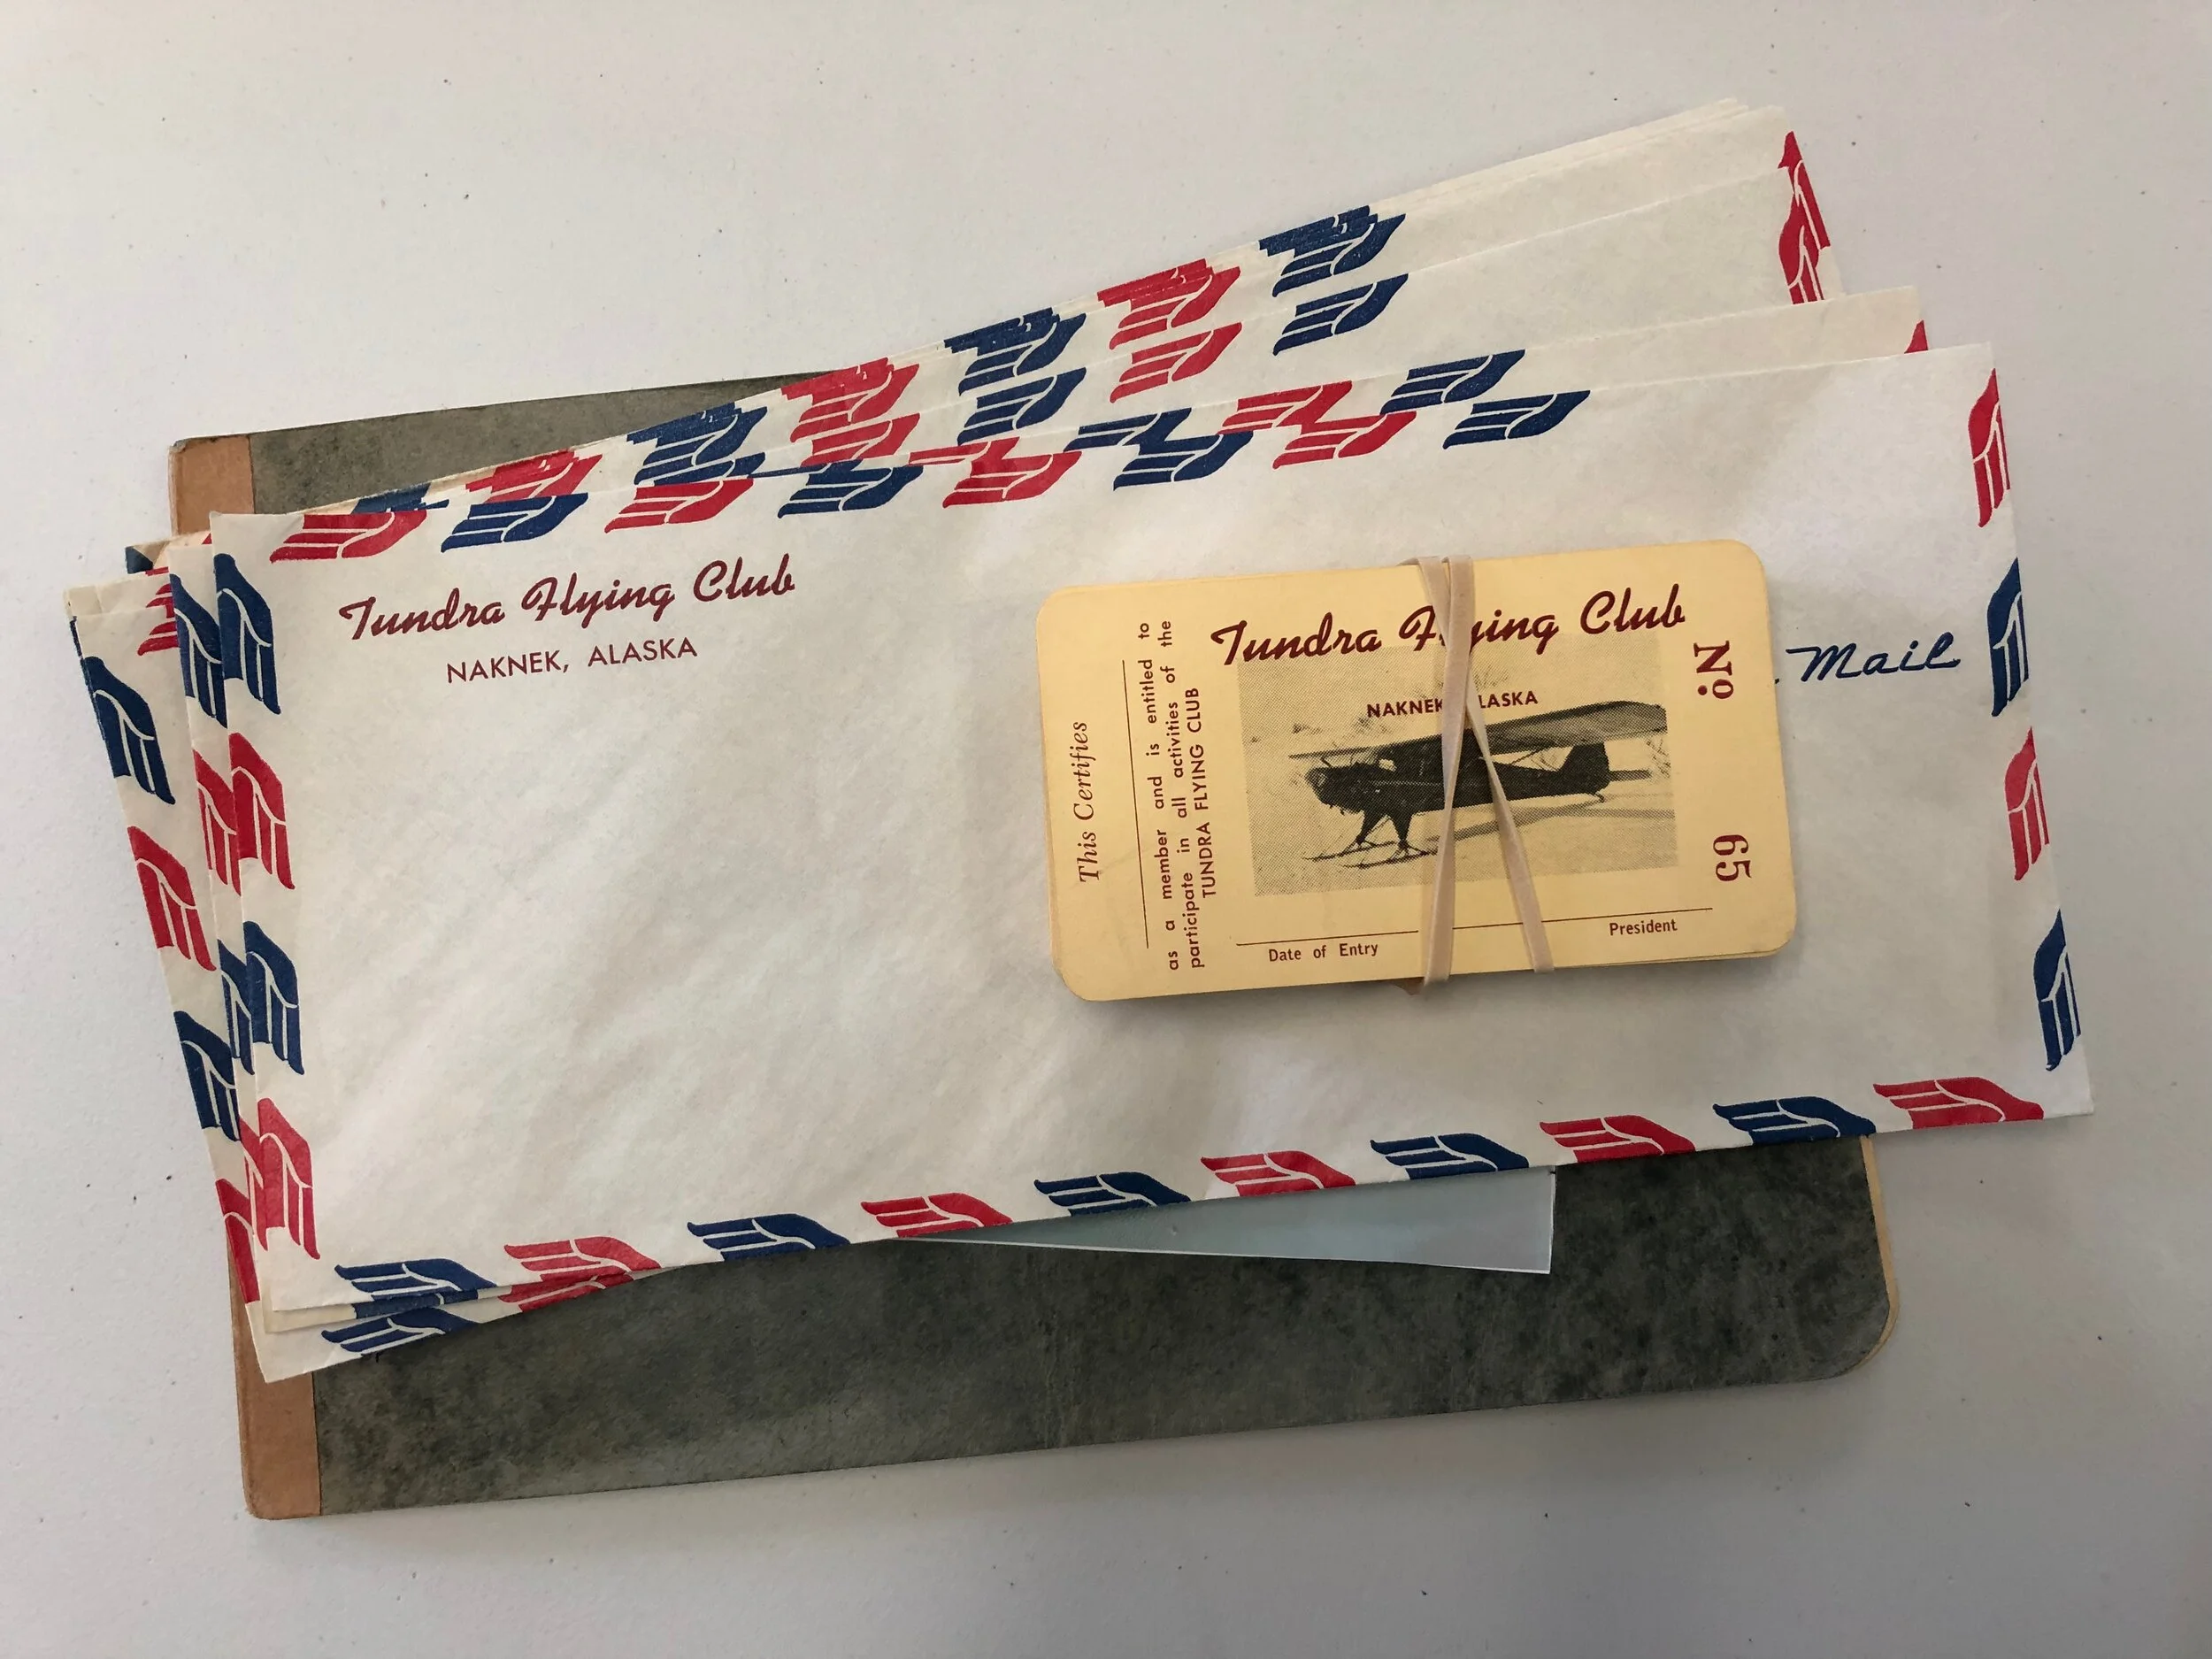 Tundra Flying Club
NAKNEK, ALASKA
Mail
This Certifies
as a member and is entitled to
participate in all activities of the
TUNDRA FLYING CLUB
Tundra Flying Club
NAKNEK, ALASKA
Date of Entry
President
No 65